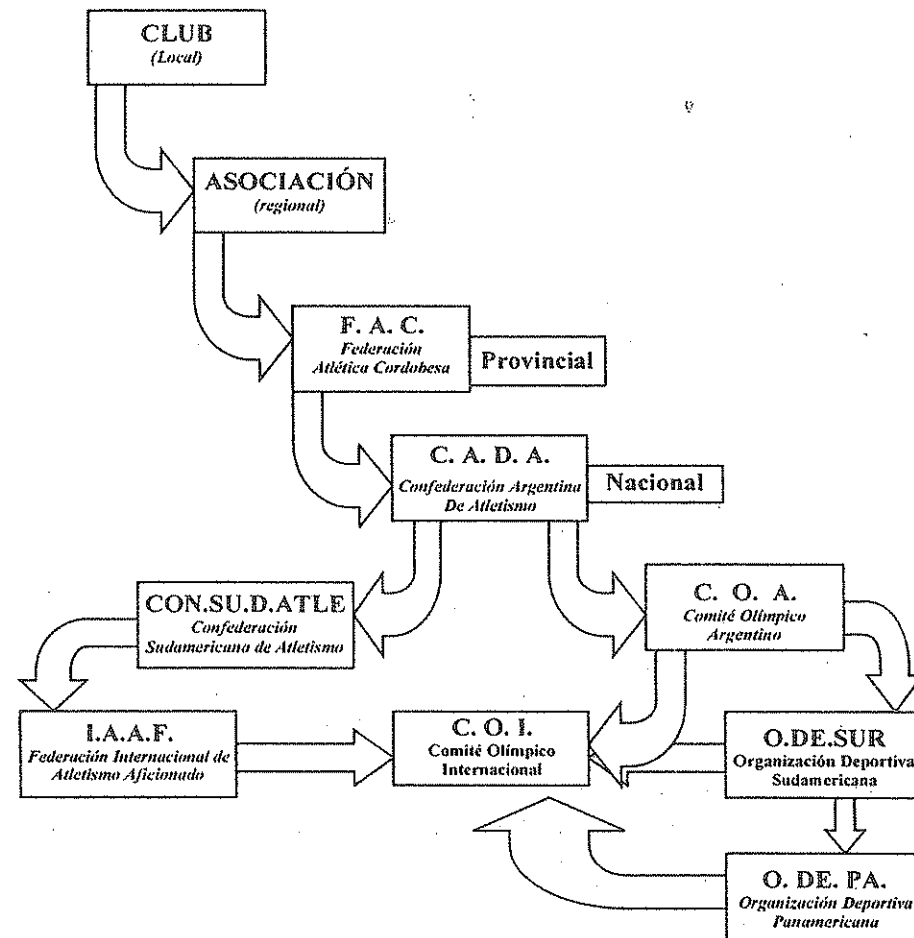 CLUB
(Local)
ASOCIACIÓN
(regional)
F. A. C.
Federación
Atlética Cordobesa
Provincial
C. A. D. A.
Confederación Argentina
De Atletismo
Nacional
CON.SU.D.ATLE
Confederación
Sudamericana de Atletismo
C. O. A.
Comité Olímpico
Argentino
I.A.A.F.
Federación Internacional de
Atletismo Aficionado
C. O. I.
Comité Olímpico
Internacional
O.DE.SUR
Organización Deportiva
Sudamericana
O. DE. PA.
Organización Deportiva
Panamericana